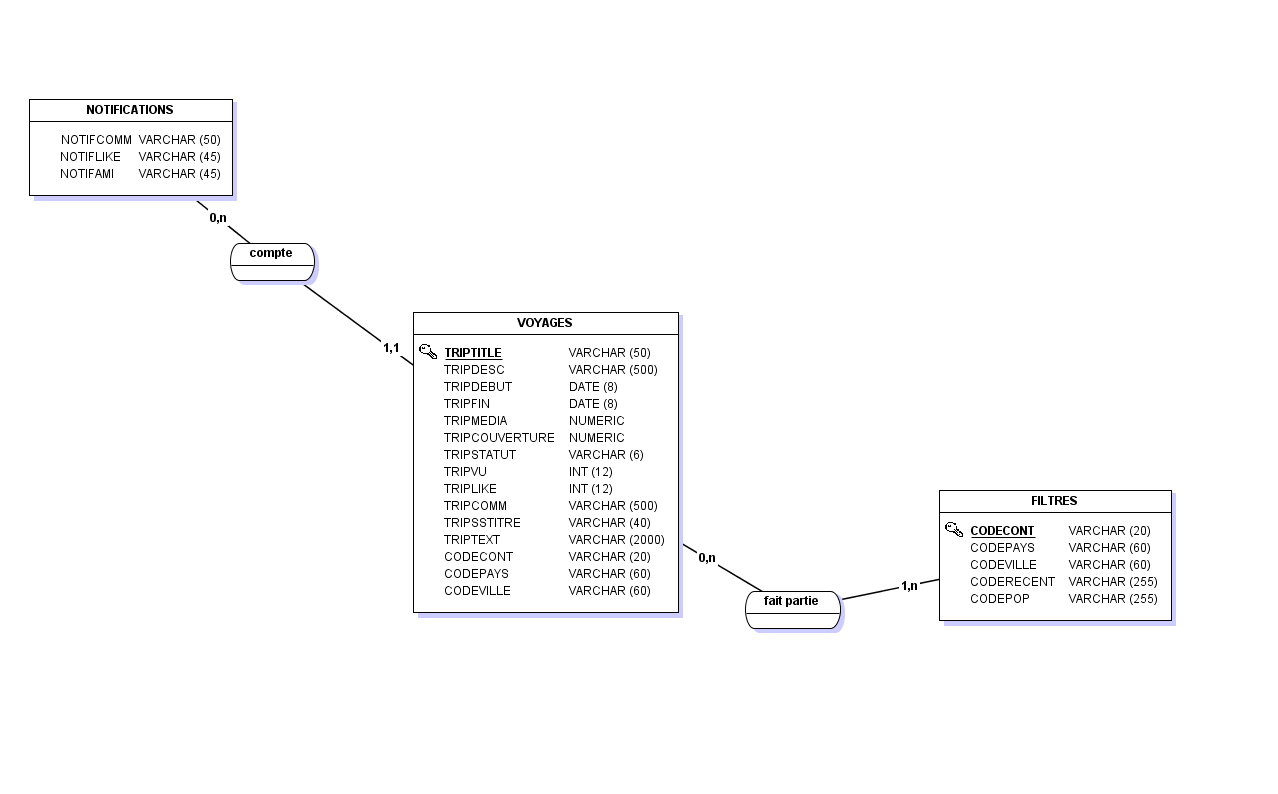 NOTIFICATIONS
NOTIFCOMM VARCHAR (50)
NOTIFLIKE VARCHAR (45)
NOTIFAMI VARCHAR (45)
0,n
compte
1,1
VOYAGES
TRIPTITLE VARCHAR (50)
TRIPDESC VARCHAR (500)
TRIPDEBUT DATE (8)
TRIPFIN DATE (8)
TRIPMEDIA NUMERIC
TRIPCOUVERTURE NUMERIC
TRIPSTATUT VARCHAR (6)
TRIPVU INT (12)
TRIPLIKE INT (12)
TRIPCOMM VARCHAR (500)
TRIPSSTITRE VARCHAR (40)
TRIPTEXT VARCHAR (2000)
CODECONT VARCHAR (20)
CODEPAYS VARCHAR (60)
CODEVILLE VARCHAR (60)
0,n
fait partie
1,n
FILTRES
CODECONT VARCHAR (20)
CODEPAYS VARCHAR (60)
CODEVILLE VARCHAR (60)
CODERECENT VARCHAR (255)
CODEPOP VARCHAR (255)